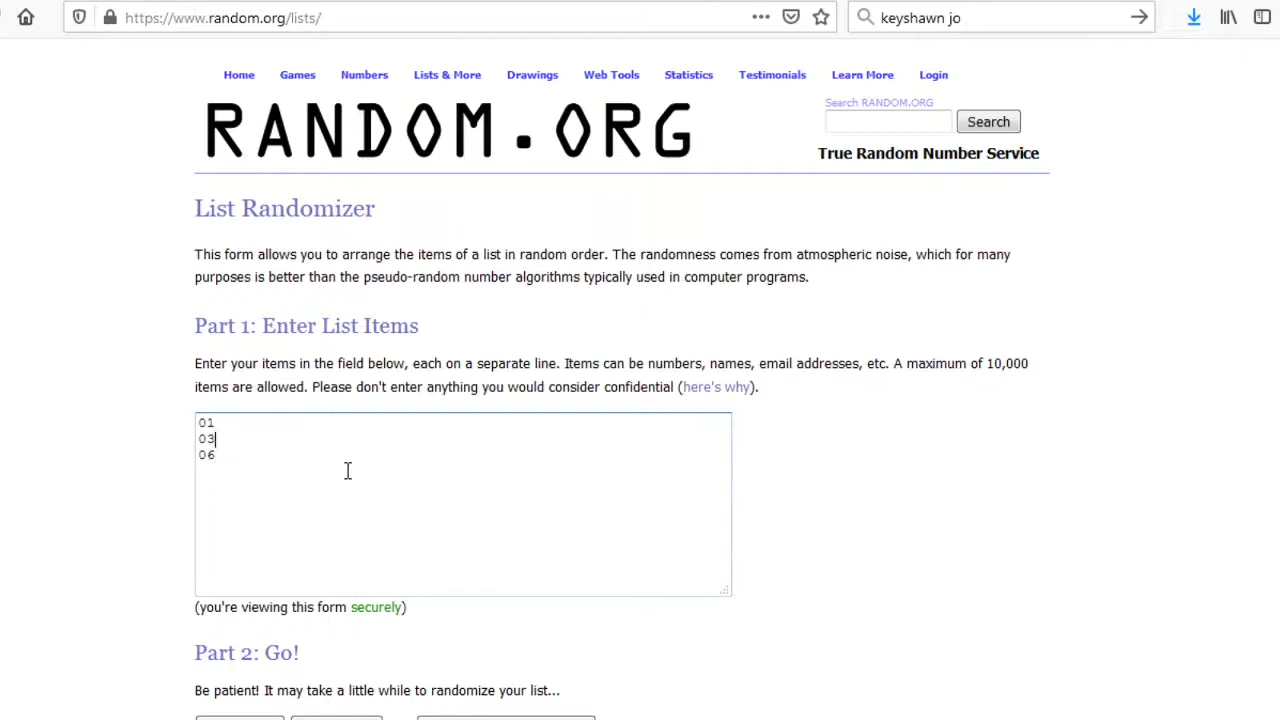 https://www.random.org/lists/
keyshawn jo
Home Games Numbers Lists & More Drawings Web Tools Statistics Testimonials Learn More Login
RANDOM.ORG
Search RANDOM.ORG
Search
True Random Number Service
List Randomizer
This form allows you to arrange the items of a list in random order. The randomness comes from atmospheric noise, which for many
purposes is better than the pseudo-random number algorithms typically used in computer programs.
Part 1: Enter List Items
Enter your items in the field below, each on a separate line. Items can be numbers, names, email addresses, etc. A maximum of 10,000
items are allowed. Please don't enter anything you would consider confidential (here's why).
01
03
06
(you're viewing this form securely)
Part 2: Go!
Be patient! It may take a little while to randomize your list...